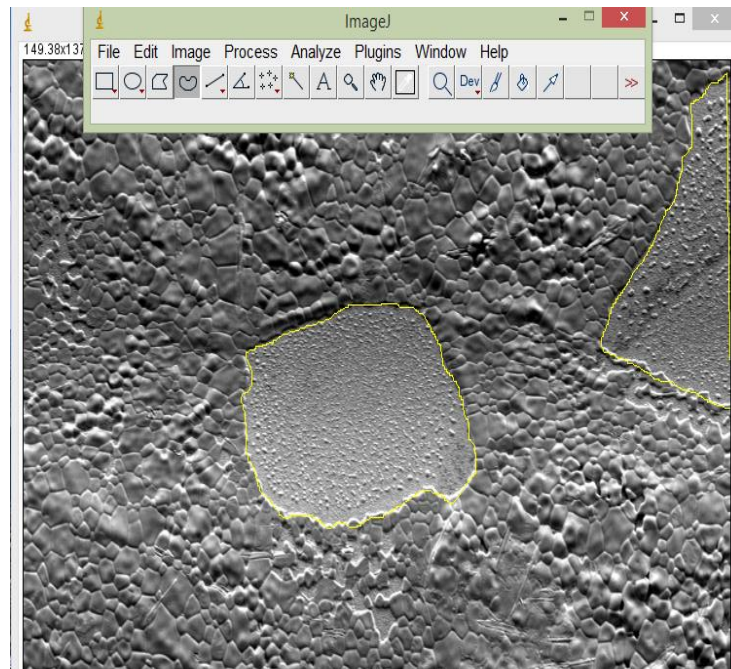 ImageJ
149.38x137
File Edit Image Process Analyze Plugins Window Help
A Dev >>